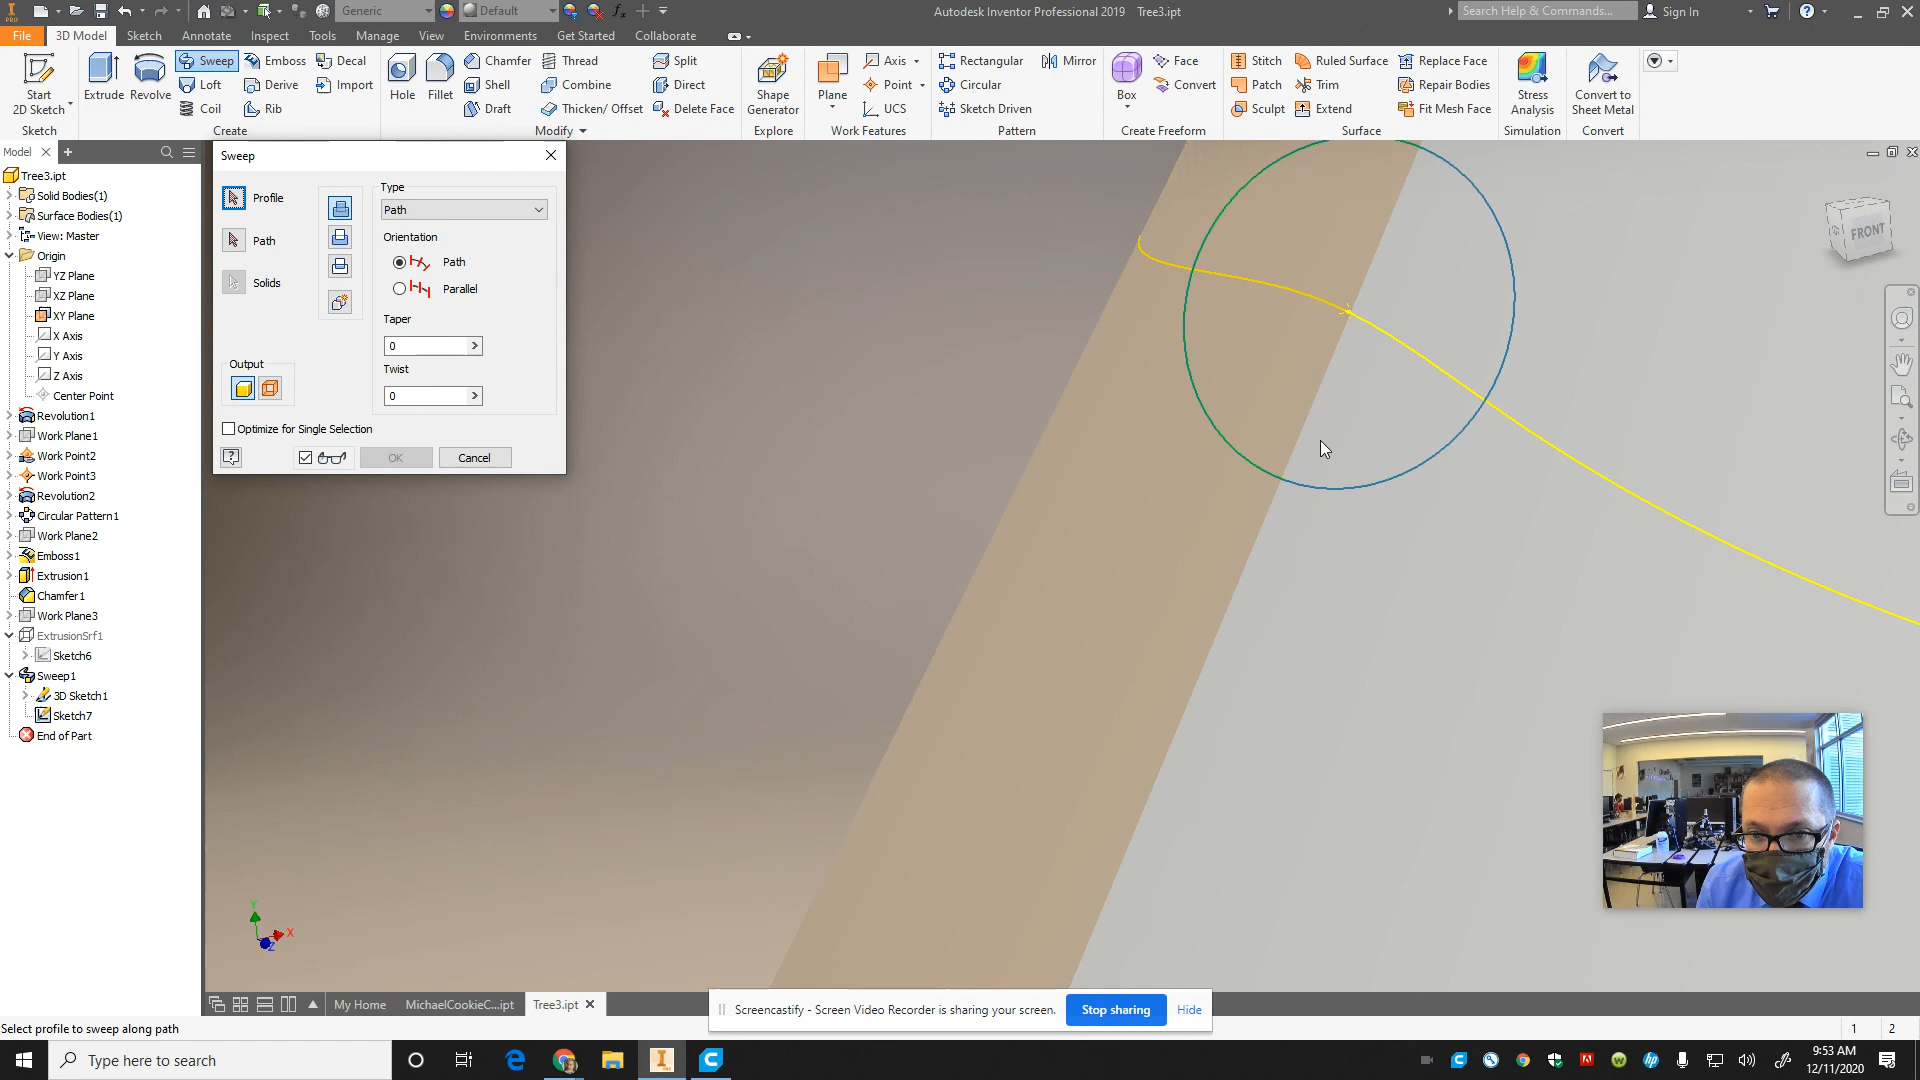 Generic
Default
Autodesk Inventor Professional 2019 Tree3.ipt
Search Help & Commands...
Sign In
PRO
File
3D Model
Sketch
Annotate
Inspect
Tools
Manage
View
Environments
Get Started
Collaborate
Start
2D Sketch
Extrude
Revolve
Sweep
Loft
Coil
Emboss
Derive
Rib
Decal
Import
Hole
Fillet
Chamfer
Shell
Draft
Thread
Combine
Thicken/ Offset
Split
Direct
Delete Face
Shape
Generator
Plane
Axis
Point
UCS
Rectangular
Circular
Sketch Driven
Mirror
Box
Face
Convert
Stitch
Patch
Sculpt
Ruled Surface
Trim
Extend
Replace Face
Repair Bodies
Fit Mesh Face
Stress
Analysis
Convert to
Sheet Metal
Sketch
Create
Modify
Explore
Work Features
Pattern
Create Freeform
Surface
Simulation
Convert
Model
Tree3.ipt
Solid Bodies(1)
Surface Bodies(1)
View: Master
Origin
YZ Plane
XZ Plane
XY Plane
X Axis
Y Axis
Z Axis
Center Point
Revolution1
Work Plane1
Work Point2
Work Point3
Revolution2
Circular Pattern1
Work Plane2
Emboss1
Extrusion1
Chamfer1
Work Plane3
ExtrusionSrf1
Sketch6
Sweep1
3D Sketch1
Sketch7
End of Part
Sweep
Profile
Path
Solids
Type
Path
Orientation
Path
Parallel
Taper
0
Twist
0
Output
Optimize for Single Selection
OK
Cancel
FRONT
Y
X
Z
My Home
MichaelCookieC...ipt
Tree3.ipt
Screencastify - Screen Video Recorder is sharing your screen.
Stop sharing
Hide
Select profile to sweep along path
1
2
Type here to search
9:53 AM
12/11/2020